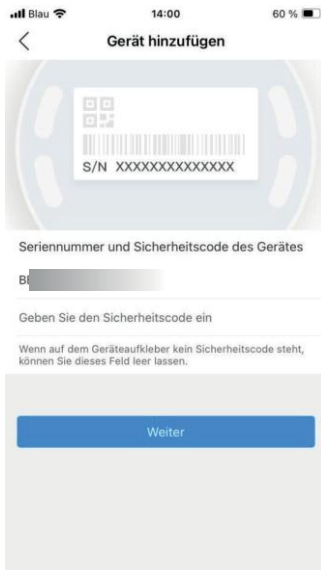 Blau 14:00 60 %
Gerät hinzufügen
S/N XXXXXXXXXXXXXX
Seriennummer und Sicherheitscode des Gerätes
Geben Sie den Sicherheitscode ein
Wenn auf dem Geräteaufkleber kein Sicherheitscode steht,
können Sie dieses Feld leer lassen.
Weiter